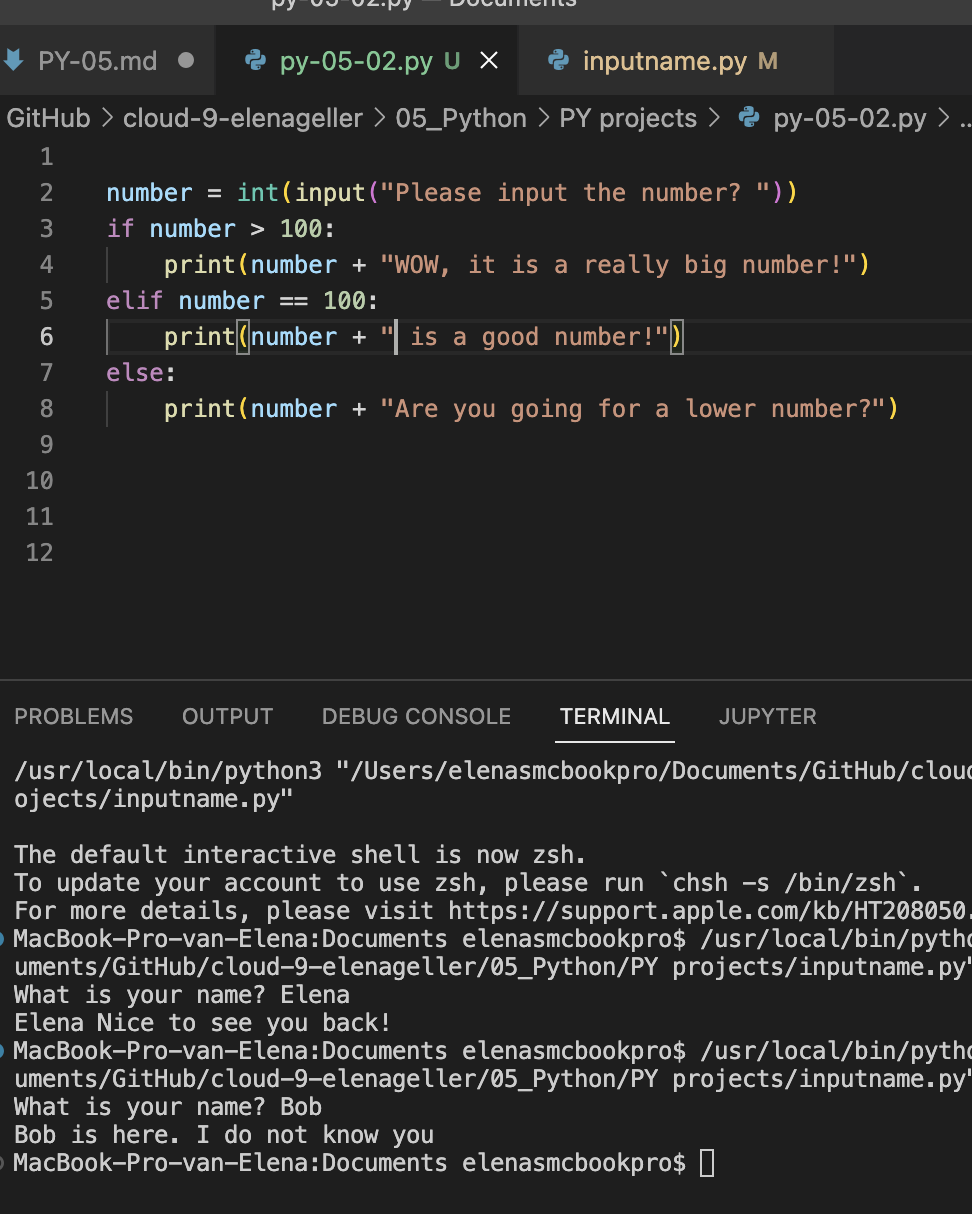 py-05-02.py — Documents
PY-05.md ● py-05-02.py U × inputname.py M
GitHub > cloud-9-elenageller > 05_Python > PY projects > py-05-02.py > ..
1
2 number = int(input("Please input the number? "))
3 if number > 100:
4     print(number + "WOW, it is a really big number!")
5 elif number == 100:
6     print(number + " is a good number!")
7 else:
8     print(number + "Are you going for a lower number?")
9
10
11
12
PROBLEMS OUTPUT DEBUG CONSOLE TERMINAL JUPYTER
/usr/local/bin/python3 "/Users/elenasmcbookpro/Documents/GitHub/cloud
ojects/inputname.py"
The default interactive shell is now zsh.
To update your account to use zsh, please run `chsh -s /bin/zsh`.
For more details, please visit https://support.apple.com/kb/HT208050.
MacBook-Pro-van-Elena:Documents elenasmcbookpro$ /usr/local/bin/pytho
uments/GitHub/cloud-9-elenageller/05_Python/PY projects/inputname.py"
What is your name? Elena
Elena Nice to see you back!
MacBook-Pro-van-Elena:Documents elenasmcbookpro$ /usr/local/bin/pytho
uments/GitHub/cloud-9-elenageller/05_Python/PY projects/inputname.py"
What is your name? Bob
Bob is here. I do not know you
MacBook-Pro-van-Elena:Documents elenasmcbookpro$